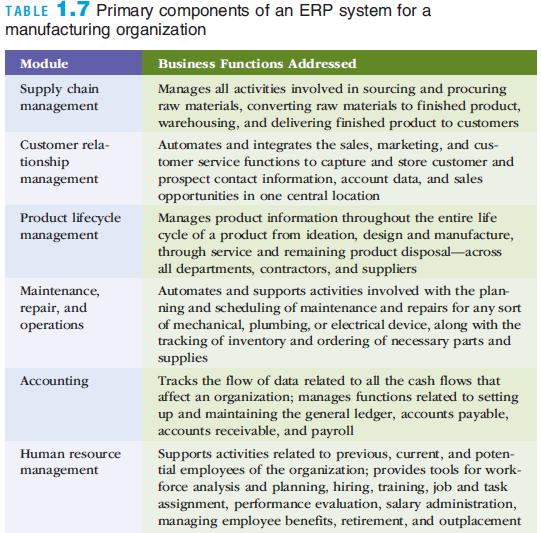 TABLE 1.7 Primary components of an ERP system for a
manufacturing organization
Module
Business Functions Addressed
Supply chain
management
Manages all activities involved in sourcing and procuring
raw materials, converting raw materials to finished product,
warehousing, and delivering finished product to customers
Customer rela-
tionship
management
Automates and integrates the sales, marketing, and cus-
tomer service functions to capture and store customer and
prospect contact information, account data, and sales
opportunities in one central location
Product lifecycle
management
Manages product information throughout the entire life
cycle of a product from ideation, design and manufacture,
through service and remaining product disposal—across
all departments, contractors, and suppliers
Maintenance,
repair, and
operations
Automates and supports activities involved with the plan-
ning and scheduling of maintenance and repairs for any sort
of mechanical, plumbing, or electrical device, along with the
tracking of inventory and ordering of necessary parts and
supplies
Accounting
Tracks the flow of data related to all the cash flows that
affect an organization; manages functions related to setting
up and maintaining the general ledger, accounts payable,
accounts receivable, and payroll
Human resource
management
Supports activities related to previous, current, and poten-
tial employees of the organization; provides tools for work-
force analysis and planning, hiring, training, job and task
assignment, performance evaluation, salary administration,
managing employee benefits, retirement, and outplacement